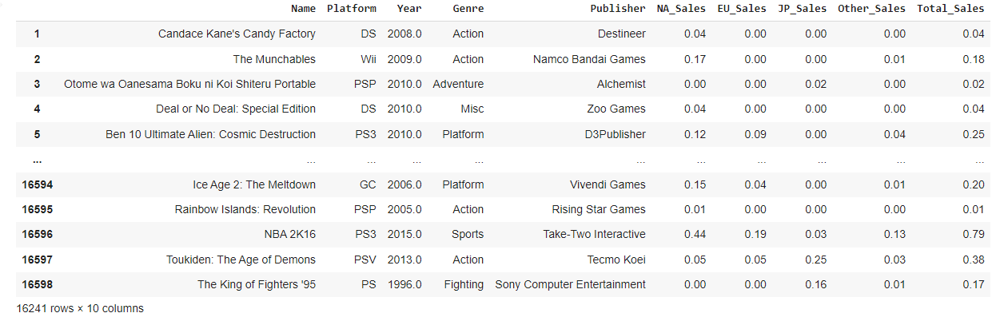 Name Platform Year Genre Publisher NA_Sales EU_Sales JP_Sales Other_Sales Total_Sales
1 Candace Kane's Candy Factory DS 2008.0 Action Destineer 0.04 0.00 0.00 0.00 0.04
2 The Munchables Wii 2009.0 Action Namco Bandai Games 0.17 0.00 0.00 0.01 0.18
3 Otome wa Oanesama Boku ni Koi Shiteru Portable PSP 2010.0 Adventure Alchemist 0.00 0.00 0.02 0.00 0.02
4 Deal or No Deal: Special Edition DS 2010.0 Misc Zoo Games 0.04 0.00 0.00 0.00 0.04
5 Ben 10 Ultimate Alien: Cosmic Destruction PS3 2010.0 Platform D3Publisher 0.12 0.09 0.00 0.04 0.25
... ... ... ... ... ... ... ... ... ... ...
16594 Ice Age 2: The Meltdown GC 2006.0 Platform Vivendi Games 0.15 0.04 0.00 0.01 0.20
16595 Rainbow Islands: Revolution PSP 2005.0 Action Rising Star Games 0.01 0.00 0.00 0.00 0.01
16596 NBA 2K16 PS3 2015.0 Sports Take-Two Interactive 0.44 0.19 0.03 0.13 0.79
16597 Toukiden: The Age of Demons PSV 2013.0 Action Tecmo Koei 0.05 0.05 0.25 0.03 0.38
16598 The King of Fighters '95 PS 1996.0 Fighting Sony Computer Entertainment 0.00 0.00 0.16 0.01 0.17
16241 rows × 10 columns